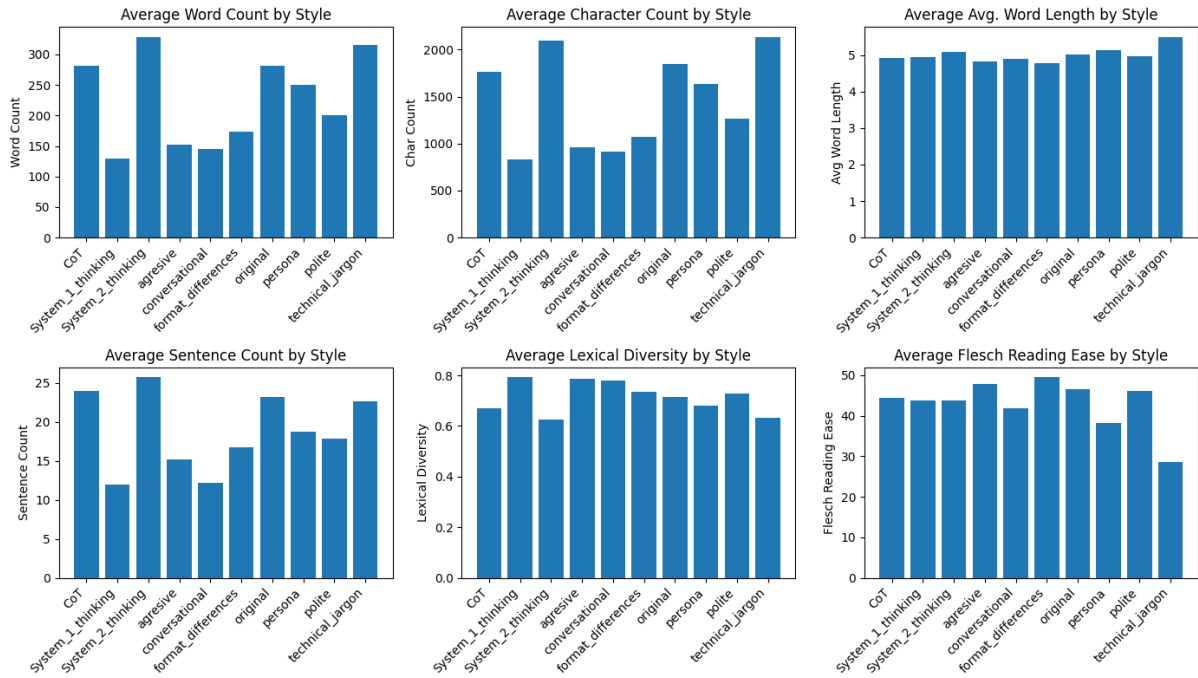 Average Word Count by Style
Word Count
300
250
200
150
100
50
0
CoT
System_1_thinking
System_2_thinking
agresive
conversational
format_differences
original
persona
polite
technical_jargon
Average Character Count by Style
Char Count
2000
1500
1000
500
0
CoT
System_1_thinking
System_2_thinking
agresive
conversational
format_differences
original
persona
polite
technical_jargon
Average Avg. Word Length by Style
Avg Word Length
5
4
3
2
1
0
CoT
System_1_thinking
System_2_thinking
agresive
conversational
format_differences
original
persona
polite
technical_jargon
Average Sentence Count by Style
Sentence Count
25
20
15
10
5
0
CoT
System_1_thinking
System_2_thinking
agresive
conversational
format_differences
original
persona
polite
technical_jargon
Average Lexical Diversity by Style
Lexical Diversity
0.8
0.6
0.4
0.2
0.0
CoT
System_1_thinking
System_2_thinking
agresive
conversational
format_differences
original
persona
polite
technical_jargon
Average Flesch Reading Ease by Style
Flesch Reading Ease
50
40
30
20
10
0
CoT
System_1_thinking
System_2_thinking
agresive
conversational
format_differences
original
persona
polite
technical_jargon